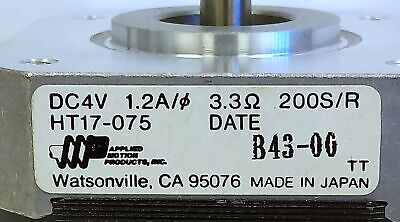 DC4V 1.2A/φ 3.3Ω 200S/R
HT17-075 DATE
APPLIED MOTION PRODUCTS, INC.
B43-00
TT
Watsonville, CA 95076 MADE IN JAPAN